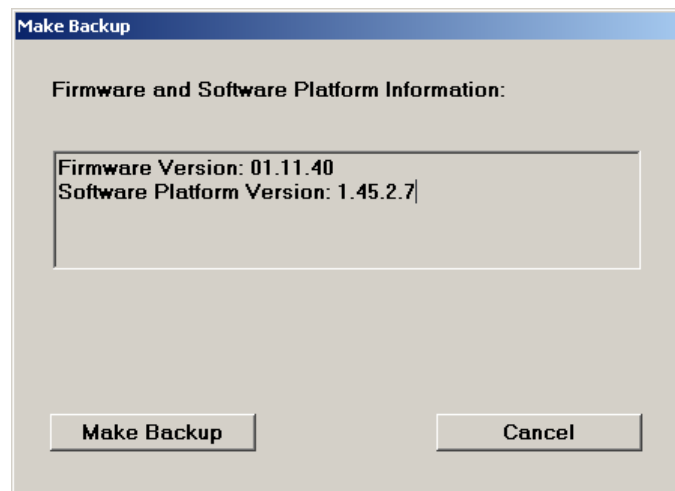 Make Backup
Firmware and Software Platform Information:
Firmware Version: 01.11.40
Software Platform Version: 1.45.2.7
Make Backup
Cancel